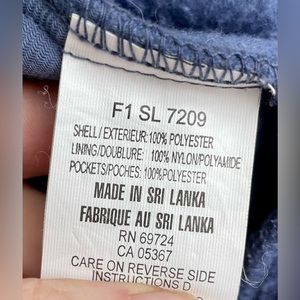 F1 SL 7209
SHELL/EXTERIEUR:100% POLYESTER
LINING/DOUBLURE: 100% NYLON/POLYAMIDE
POCKETS/POCHES: 100%POLYESTER
MADE IN SRI LANKA
FABRIQUE AU SRI LANKA
RN 69724
CA 05367
CARE ON REVERSE SIDE
INSTRUCTIONS D